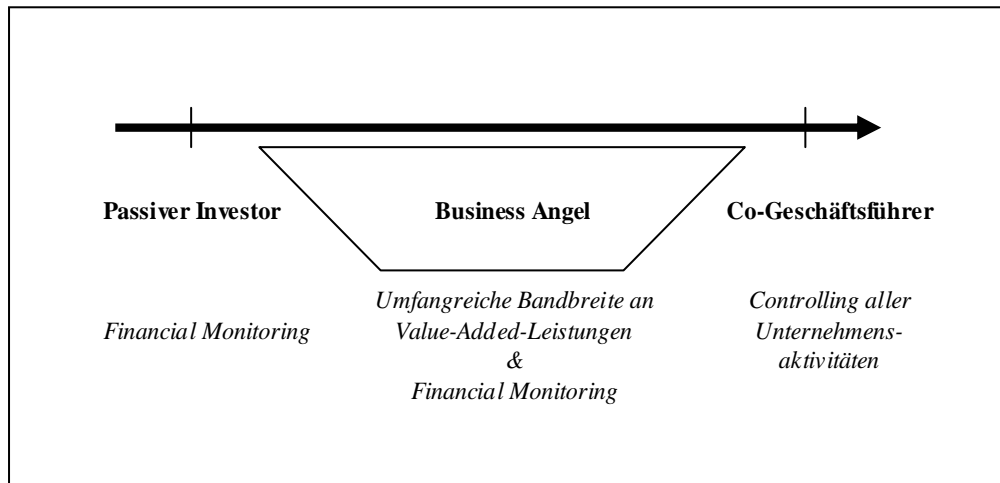 Passiver Investor
Business Angel
Co-Geschäftsführer
Financial Monitoring
Umfangreiche Bandbreite an
Value-Added-Leistungen
&
Financial Monitoring
Controlling aller
Unternehmens-
aktivitäten